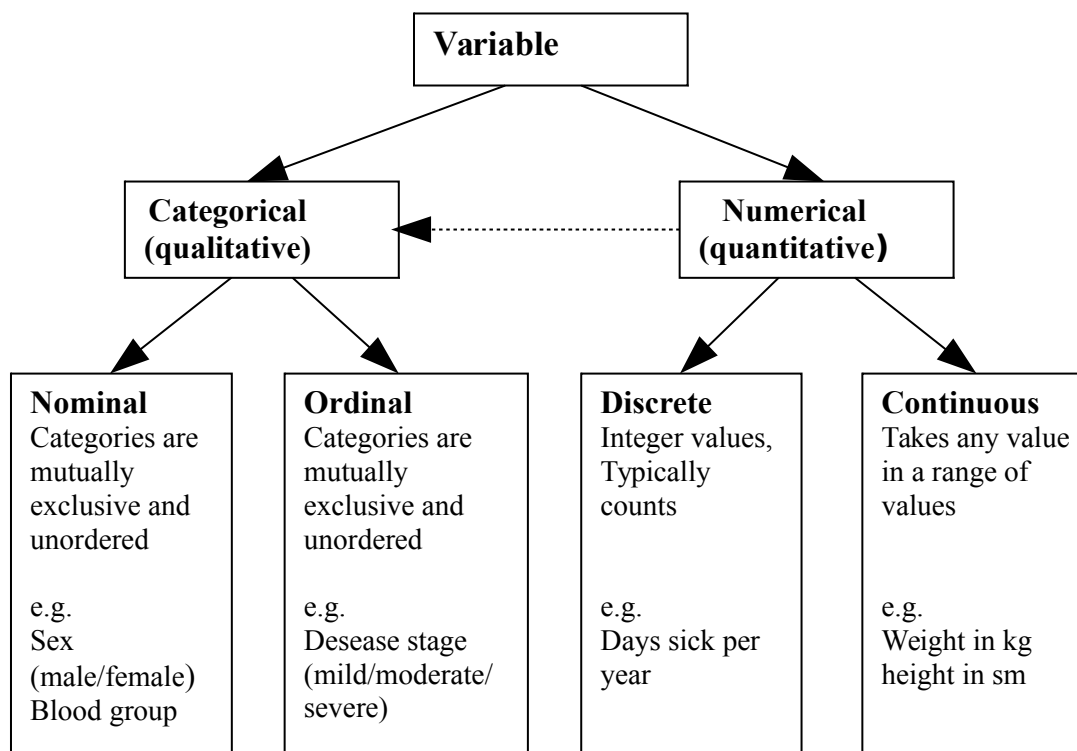 Variable
Categorical
(qualitative)
Numerical
(quantitative)
Nominal
Categories are
mutually
exclusive and
unordered
e.g.
Sex
(male/female)
Blood group
Ordinal
Categories are
mutually
exclusive and
unordered
e.g.
Desease stage
(mild/moderate/
severe)
Discrete
Integer values,
Typically
counts
e.g.
Days sick per
year
Continuous
Takes any value
in a range of
values
e.g.
Weight in kg
height in sm